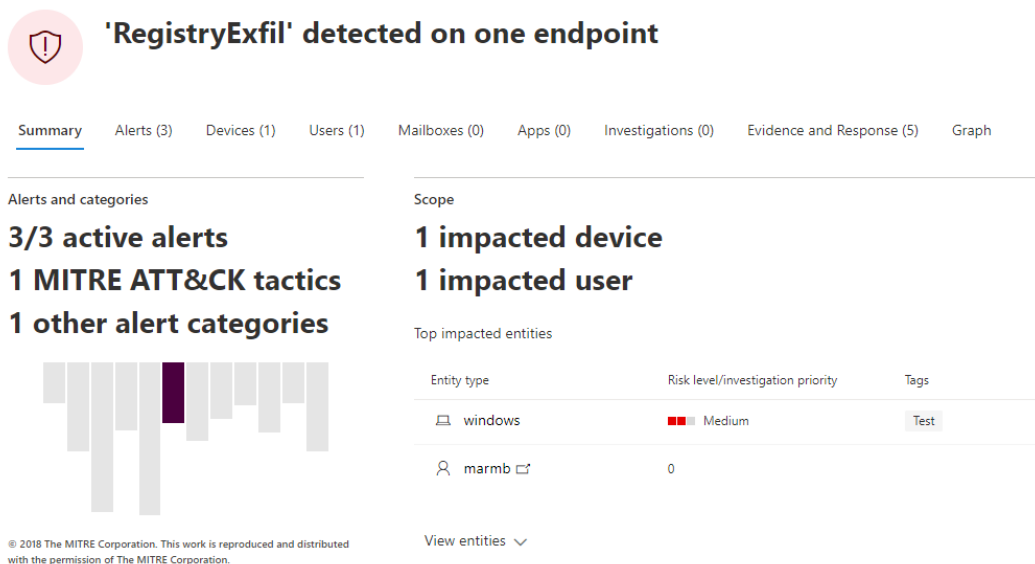 'RegistryExfil' detected on one endpoint
Summary Alerts (3) Devices (1) Users (1) Mailboxes (0) Apps (0) Investigations (0) Evidence and Response (5) Graph
Alerts and categories
3/3 active alerts
1 MITRE ATT&CK tactics
1 other alert categories
© 2018 The MITRE Corporation. This work is reproduced and distributed
with the permission of The MITRE Corporation.
Scope
1 impacted device
1 impacted user
Top impacted entities
Entity type Risk level/investigation priority Tags
windows Medium Test
marmb 0
View entities